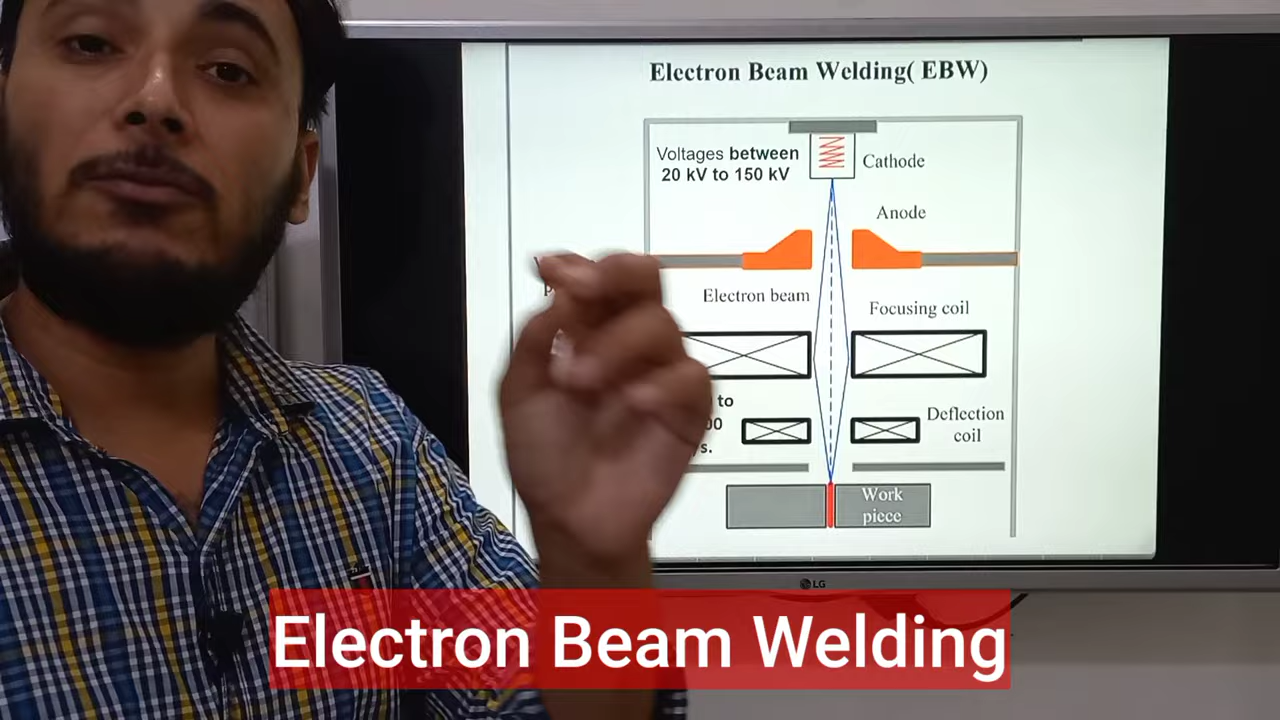 Electron Beam Welding( EBW)
Voltages between
20 kV to 150 kV
Cathode
Anode
Electron beam
Focusing coil
to
Deflection
coil
Work
piece
LG
Electron Beam Welding